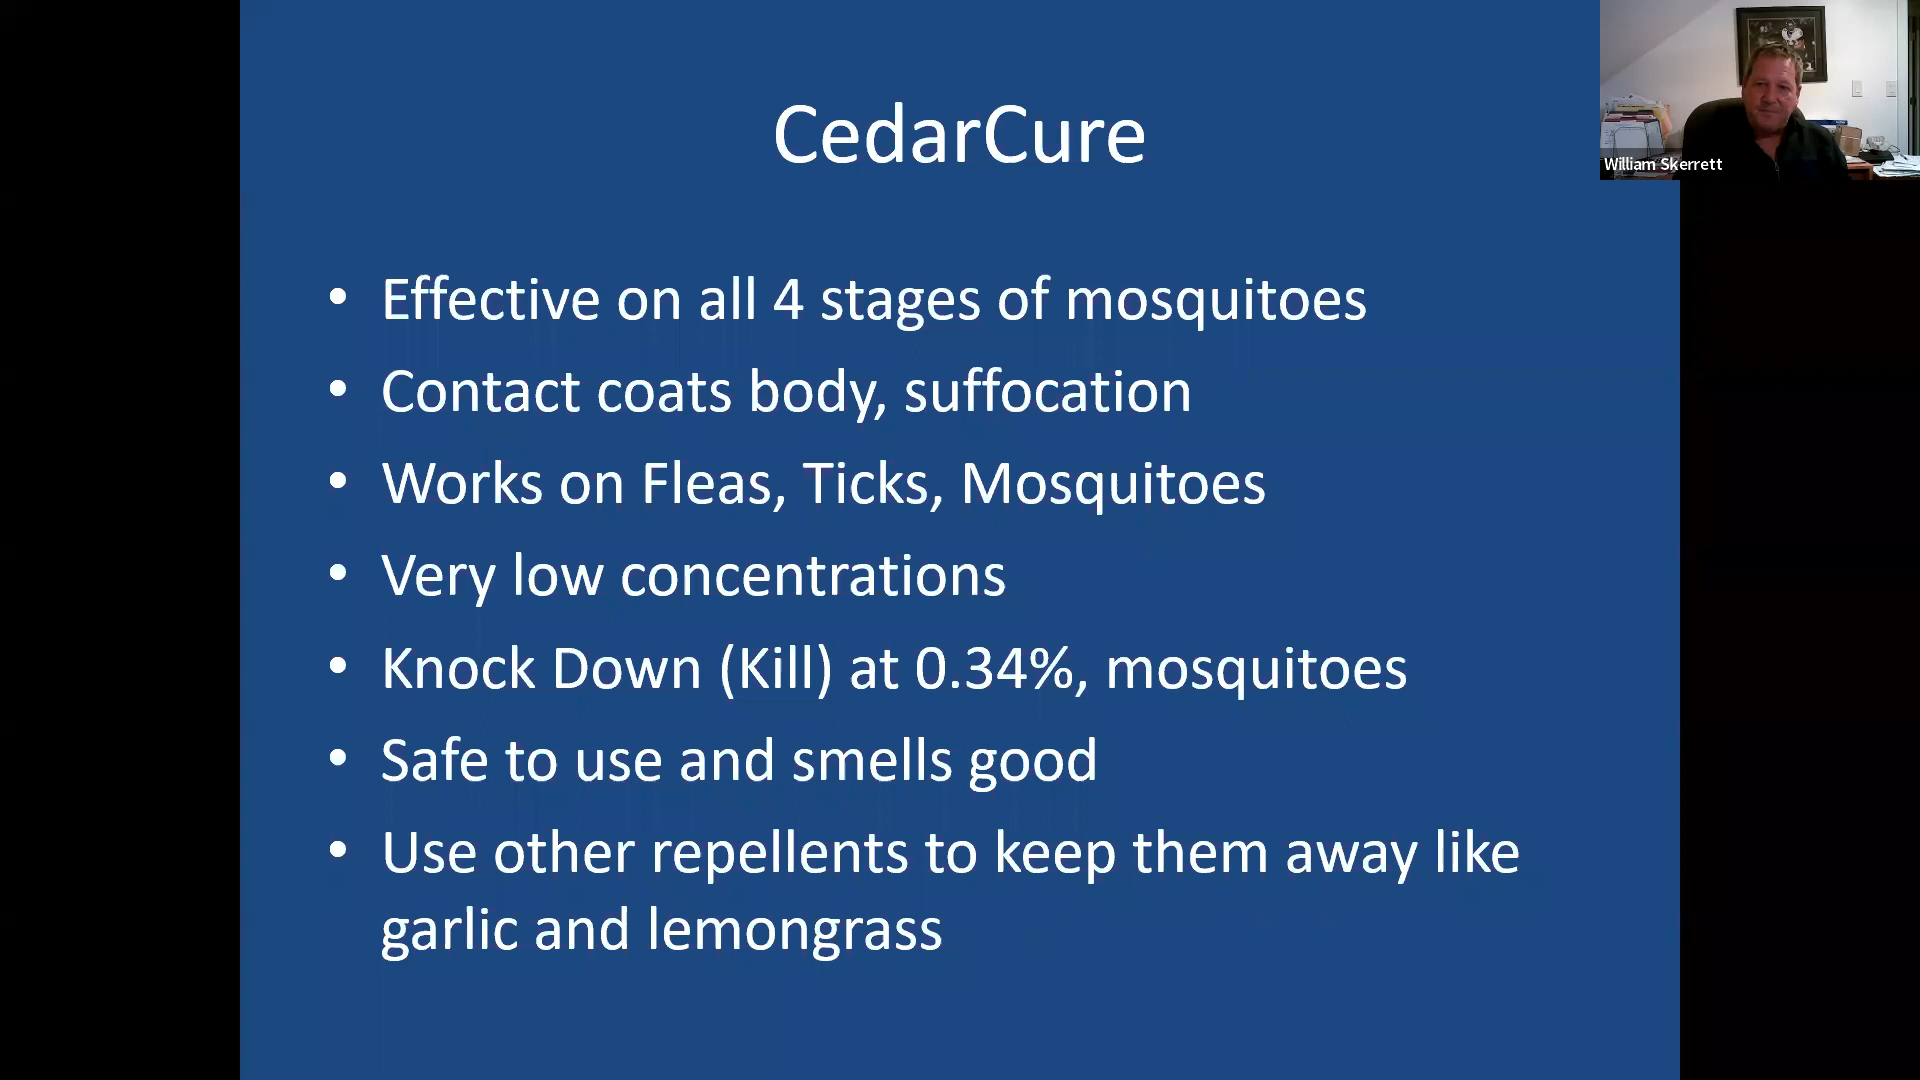 CedarCure
William Skerrett
• Effective on all 4 stages of mosquitoes
• Contact coats body, suffocation
• Works on Fleas, Ticks, Mosquitoes
• Very low concentrations
• Knock Down (Kill) at 0.34%, mosquitoes
• Safe to use and smells good
• Use other repellents to keep them away like
garlic and lemongrass